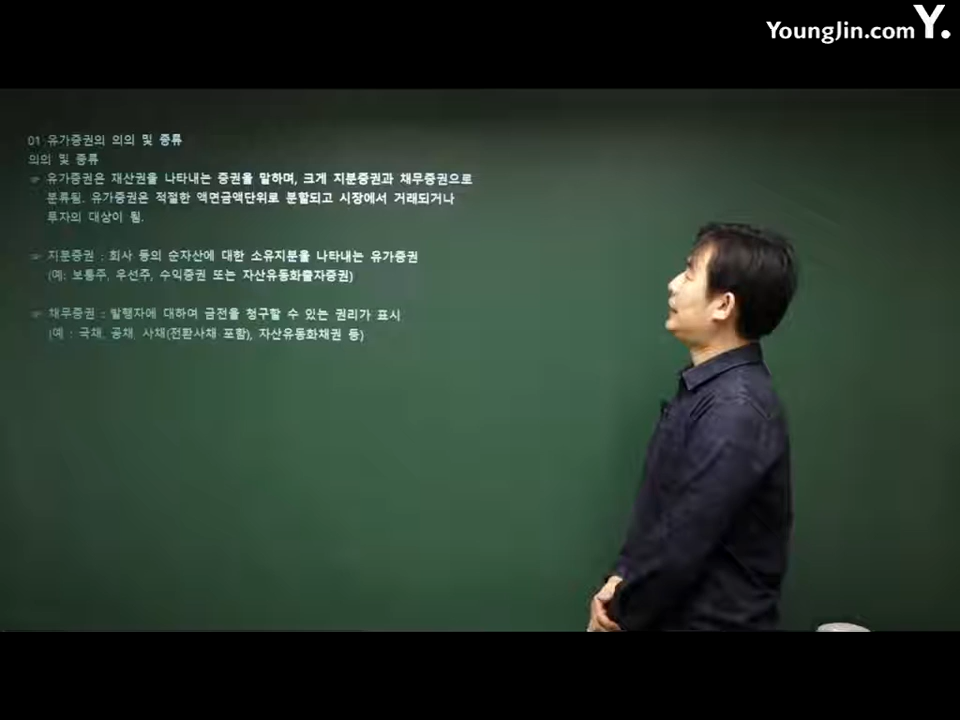 YoungJin.com Y.
01 유가증권의 의의 및 종류
의의 및 종류
☞ 유가증권은 재산권을 나타내는 증권을 말하며, 크게 지분증권과 채무증권으로
분류됨. 유가증권은 적절한 액면금액단위로 분할되고 시장에서 거래되거나
투자의 대상이 됨.
☞ 지분증권 : 회사 등의 순자산에 대한 소유지분을 나타내는 유가증권
(예: 보통주, 우선주, 수익증권 또는 자산유동화출자증권)
☞ 채무증권 : 발행자에 대하여 금전을 청구할 수 있는 권리가 표시
(예 : 국채, 공채, 사채(전환사채 포함), 자산유동화채권 등)